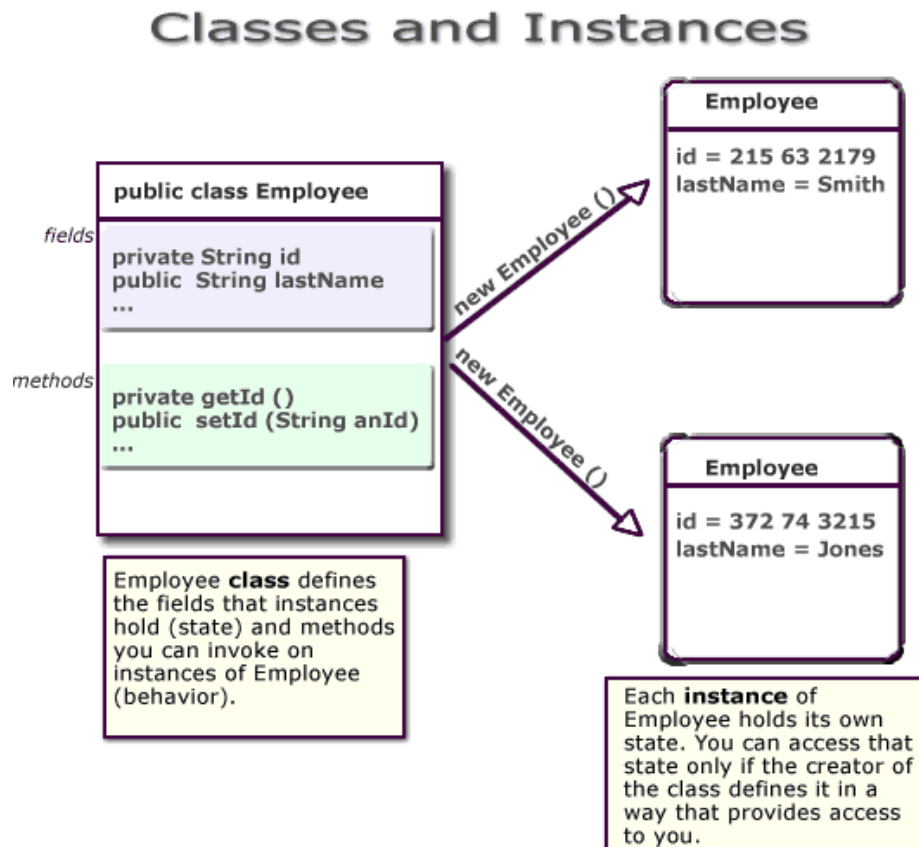 Classes and Instances
public class Employee
fields
private String id
public String lastName
...
methods
private getId ()
public setId (String anId)
...
Employee class defines
the fields that instances
hold (state) and methods
you can invoke on
instances of Employee
(behavior).
new Employee ()
new Employee ()
Employee
id = 215 63 2179
lastName = Smith
Employee
id = 372 74 3215
lastName = Jones
Each instance of
Employee holds its own
state. You can access that
state only if the creator of
the class defines it in a
way that provides access
to you.